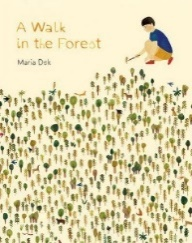 A Walk
in the Forest
Maria Dek